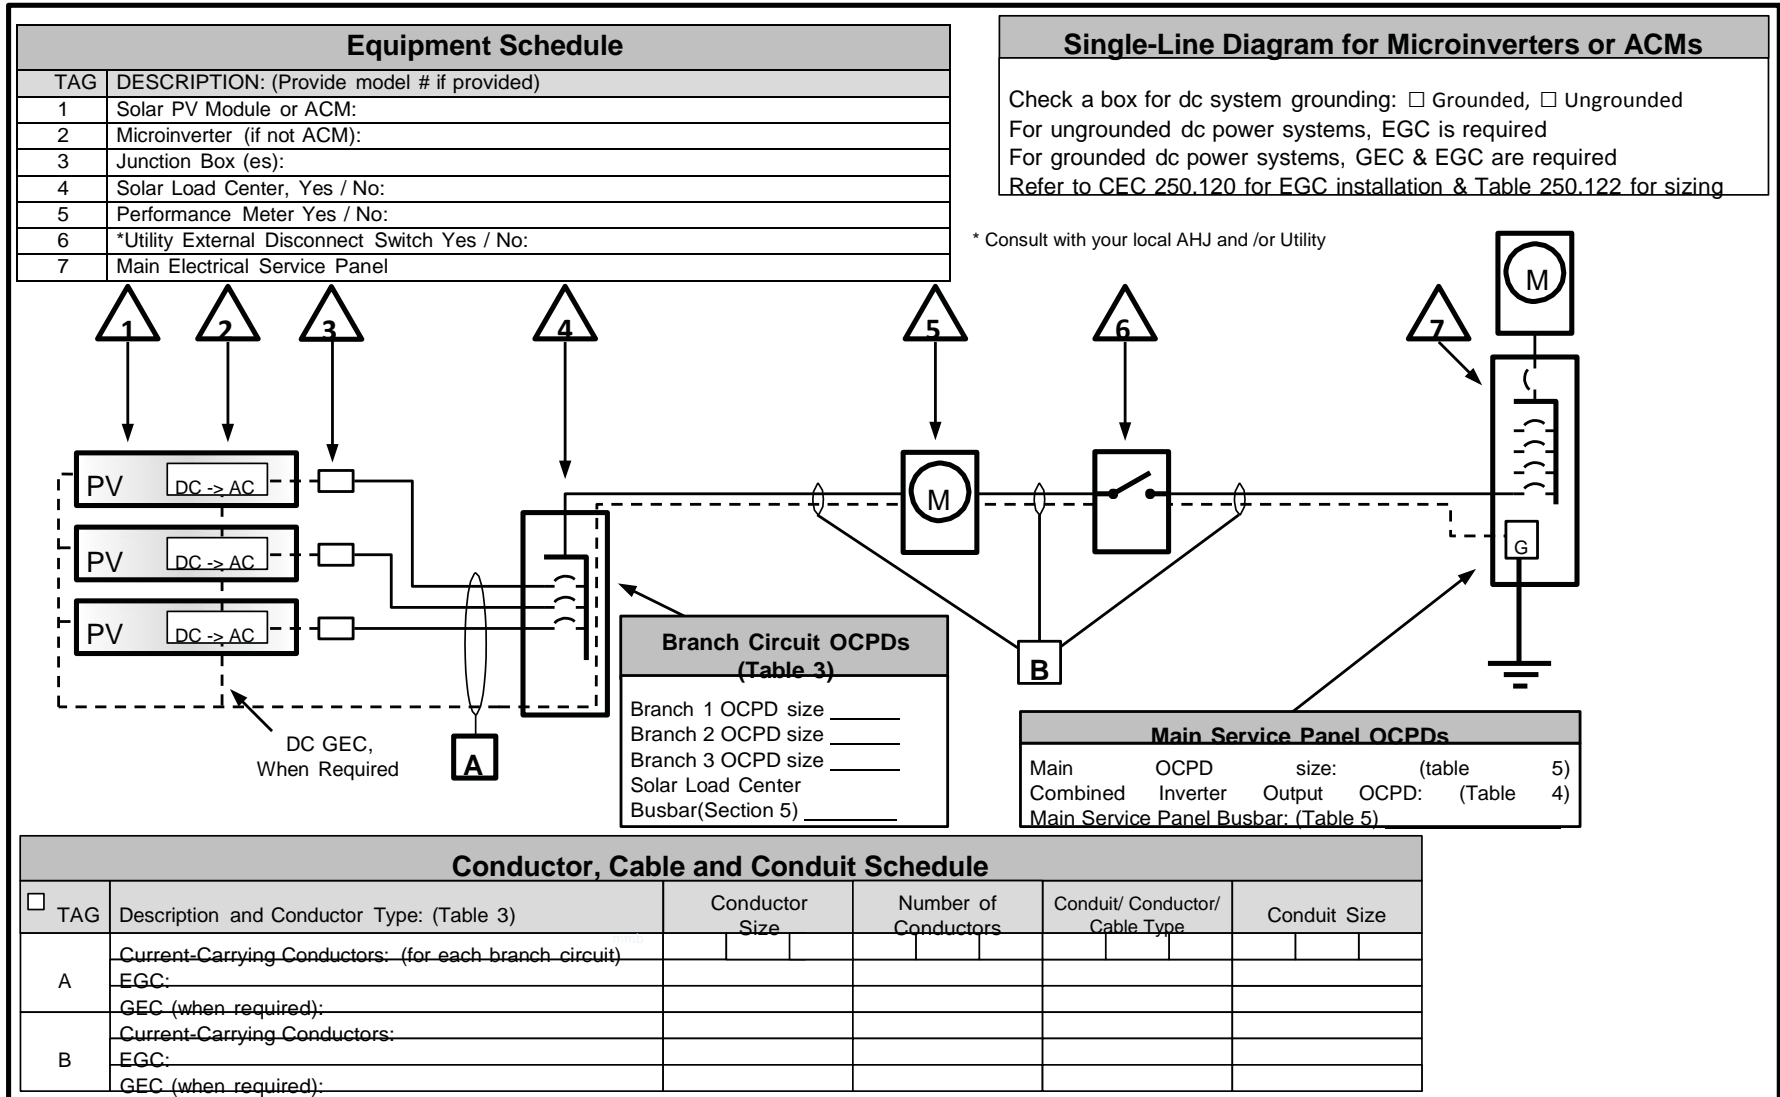 Equipment Schedule
TAG DESCRIPTION: (Provide model # if provided)
1 Solar PV Module or ACM:
2 Microinverter (if not ACM):
3 Junction Box (es):
4 Solar Load Center, Yes / No:
5 Performance Meter Yes / No:
6 *Utility External Disconnect Switch Yes / No:
7 Main Electrical Service Panel
Single-Line Diagram for Microinverters or ACMs
Check a box for dc system grounding: ☐ Grounded, ☐ Ungrounded
For ungrounded dc power systems, EGC is required
For grounded dc power systems, GEC & EGC are required
Refer to CEC 250.120 for EGC installation & Table 250.122 for sizing
* Consult with your local AHJ and /or Utility
M
1 2 3 4 5 6 7
PV DC -> AC
PV DC -> AC
PV DC -> AC
M
G
DC GEC,
When Required
A
B
Branch Circuit OCPDs
(Table 3)
Branch 1 OCPD size ______
Branch 2 OCPD size ______
Branch 3 OCPD size ______
Solar Load Center
Busbar(Section 5) ________
Main Service Panel OCPDs
Main OCPD size: (table 5)
Combined Inverter Output OCPD: (Table 4)
Main Service Panel Busbar: (Table 5)________________
Conductor, Cable and Conduit Schedule
☐ TAG Description and Conductor Type: (Table 3) Conductor Size Number of Conductors Conduit/ Conductor/ Cable Type Conduit Size
A Current-Carrying Conductors: (for each branch circuit)
EGC:
GEC (when required):
B Current-Carrying Conductors:
EGC:
GEC (when required):